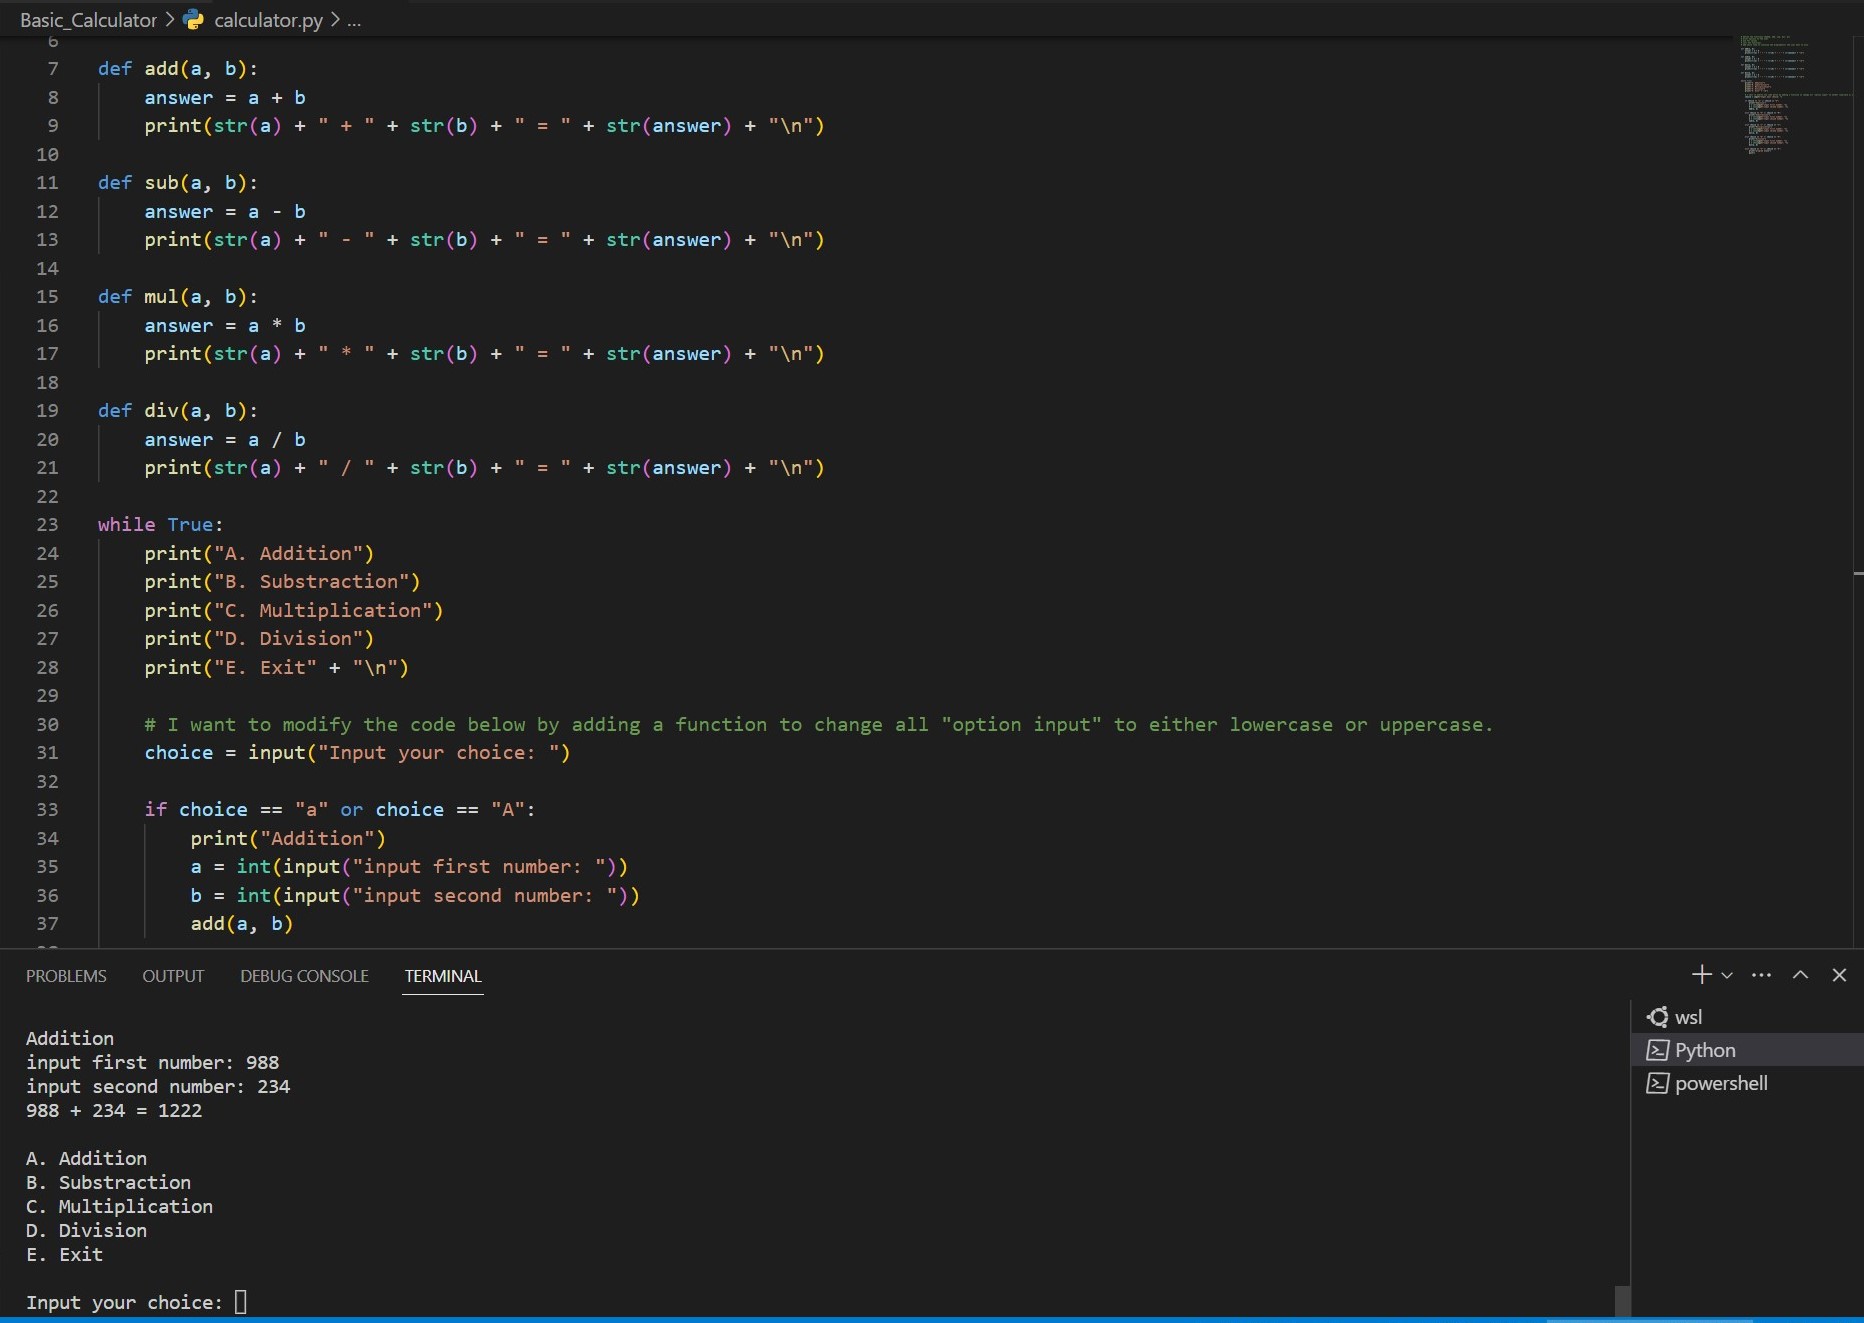 Basic_Calculator > calculator.py > ...
6
7 def add(a, b):
8     answer = a + b
9     print(str(a) + " + " + str(b) + " = " + str(answer) + "\n")
10
11 def sub(a, b):
12     answer = a - b
13     print(str(a) + " - " + str(b) + " = " + str(answer) + "\n")
14
15 def mul(a, b):
16     answer = a * b
17     print(str(a) + " * " + str(b) + " = " + str(answer) + "\n")
18
19 def div(a, b):
20     answer = a / b
21     print(str(a) + " / " + str(b) + " = " + str(answer) + "\n")
22
23 while True:
24     print("A. Addition")
25     print("B. Substraction")
26     print("C. Multiplication")
27     print("D. Division")
28     print("E. Exit" + "\n")
29
30     # I want to modify the code below by adding a function to change all "option input" to either lowercase or uppercase.
31     choice = input("Input your choice: ")
32
33     if choice == "a" or choice == "A":
34         print("Addition")
35         a = int(input("input first number: "))
36         b = int(input("input second number: "))
37         add(a, b)
PROBLEMS OUTPUT DEBUG CONSOLE TERMINAL
Addition
input first number: 988
input second number: 234
988 + 234 = 1222
A. Addition
B. Substraction
C. Multiplication
D. Division
E. Exit
Input your choice:
wsl
Python
powershell